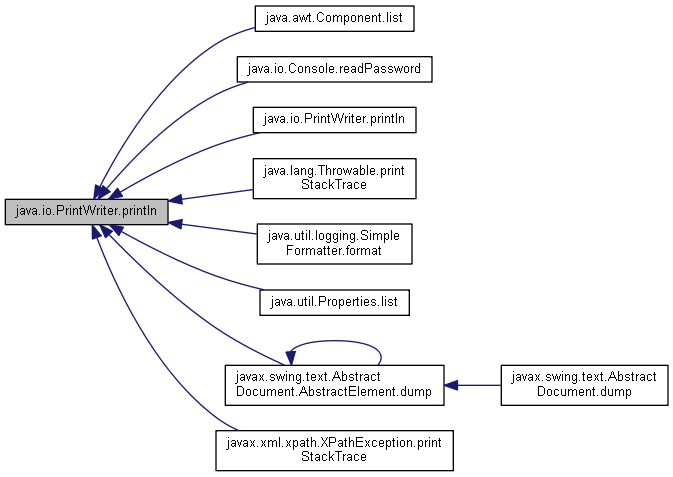 java.awt.Component.list
java.io.Console.readPassword
java.io.PrintWriter.println
java.lang.Throwable.print
StackTrace
java.io.PrintWriter.println
java.util.logging.Simple
Formatter.format
java.util.Properties.list
javax.swing.text.Abstract
Document.AbstractElement.dump
javax.swing.text.Abstract
Document.dump
javax.xml.xpath.XPathException.print
StackTrace